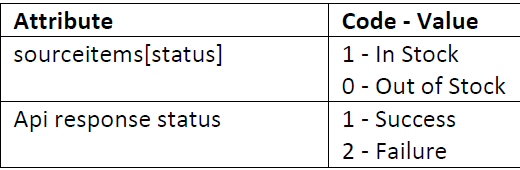 Attribute Code - Value
sourceitems[status] 1 - In Stock
0 - Out of Stock
Api response status 1 - Success
2 - Failure